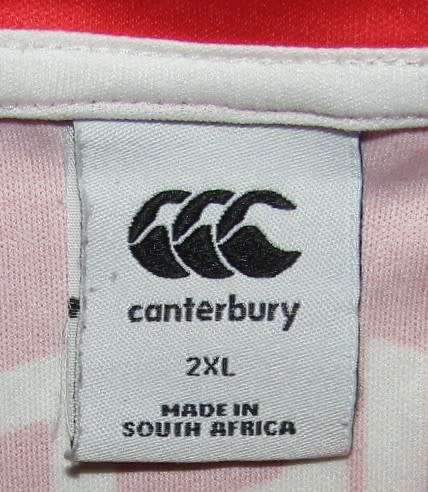 canterbury
2XL
MADE IN
SOUTH AFRICA